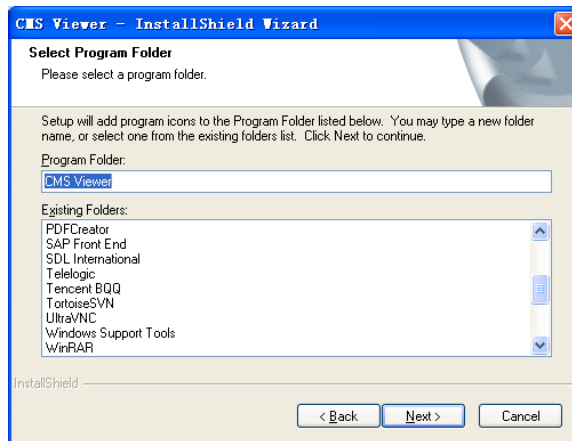 CMS Viewer - InstallShield Wizard
Select Program Folder
Please select a program folder.
Setup will add program icons to the Program Folder listed below. You may type a new folder
name, or select one from the existing folders list. Click Next to continue.
Program Folder:
CMS Viewer
Existing Folders:
PDFCreator
SAP Front End
SDL International
Telelogic
Tencent BQQ
TortoiseSVN
UltraVNC
Windows Support Tools
WinRAR
InstallShield
< Back
Next >
Cancel